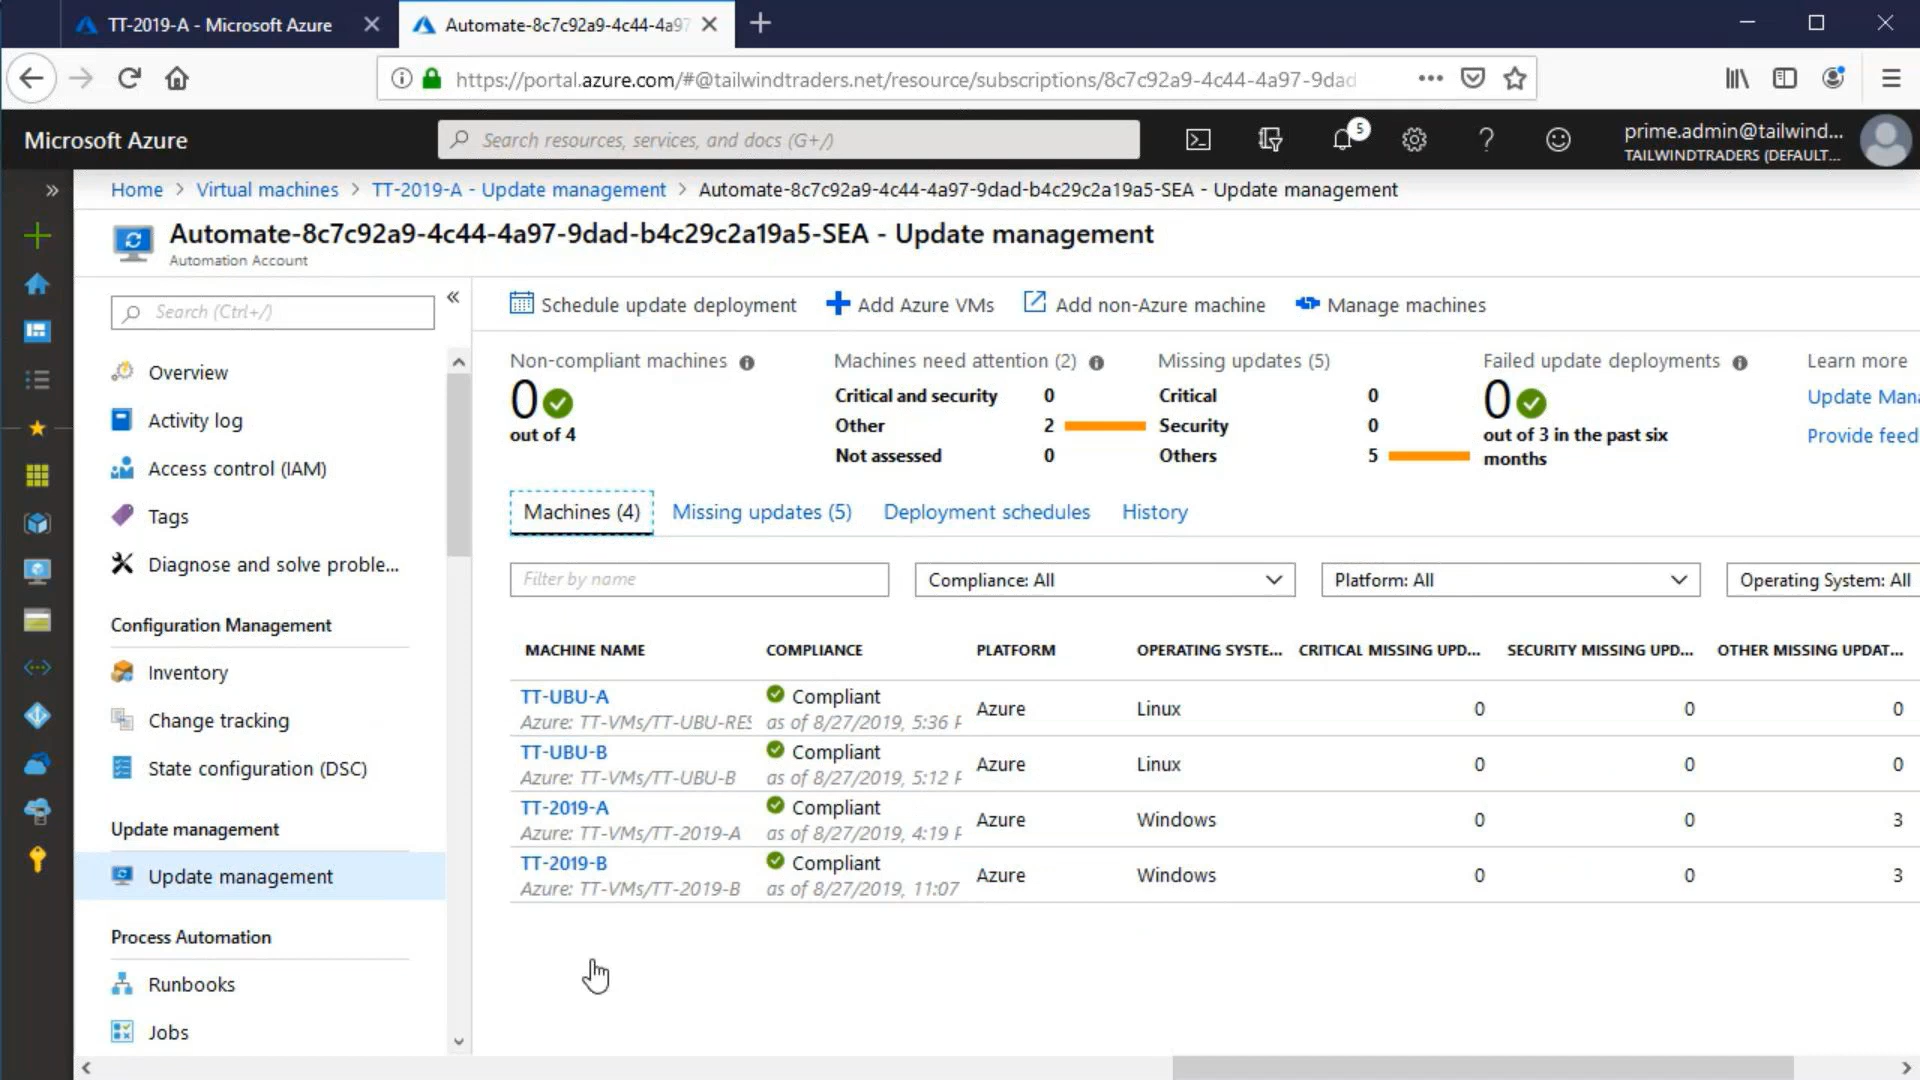 TT-2019-A - Microsoft Azure
Automate-8c7c92a9-4c44-4a97
https://portal.azure.com/#@tailwindtraders.net/resource/subscriptions/8c7c92a9-4c44-4a97-9dad
Microsoft Azure
Search resources, services, and docs (G+/)
5
prime.admin@tailwind...
TAILWINDTRADERS (DEFAULT...
Home > Virtual machines > TT-2019-A - Update management > Automate-8c7c92a9-4c44-4a97-9dad-b4c29c2a19a5-SEA - Update management
Automate-8c7c92a9-4c44-4a97-9dad-b4c29c2a19a5-SEA - Update management
Automation Account
Search (Ctrl+/)
Overview
Activity log
Access control (IAM)
Tags
Diagnose and solve proble...
Configuration Management
Inventory
Change tracking
State configuration (DSC)
Update management
Update management
Process Automation
Runbooks
Jobs
Schedule update deployment
Add Azure VMs
Add non-Azure machine
Manage machines
Non-compliant machines
0
out of 4
Machines need attention (2)
Critical and security 0
Other 2
Not assessed 0
Missing updates (5)
Critical 0
Security 0
Others 5
Failed update deployments
0
out of 3 in the past six
months
Learn more
Update Mana
Provide feed
Machines (4) Missing updates (5) Deployment schedules History
Filter by name
Compliance: All
Platform: All
Operating System: All
MACHINE NAME COMPLIANCE PLATFORM OPERATING SYSTE... CRITICAL MISSING UPD... SECURITY MISSING UPD... OTHER MISSING UPDAT...
TT-UBU-A Compliant Azure Linux 0 0 0
Azure: TT-VMs/TT-UBU-RES as of 8/27/2019, 5:36 P
TT-UBU-B Compliant Azure Linux 0 0 0
Azure: TT-VMs/TT-UBU-B as of 8/27/2019, 5:12 P
TT-2019-A Compliant Azure Windows 0 0 3
Azure: TT-VMs/TT-2019-A as of 8/27/2019, 4:19 P
TT-2019-B Compliant Azure Windows 0 0 3
Azure: TT-VMs/TT-2019-B as of 8/27/2019, 11:07